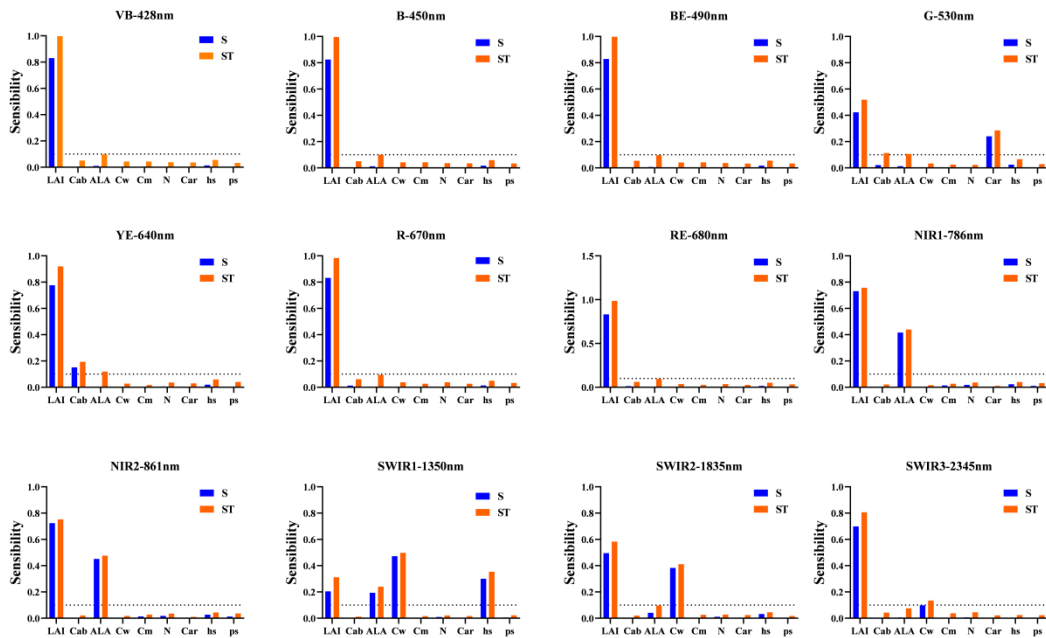 VB-428nm
Sensibility
1.0
0.8
0.6
0.4
0.2
0.0
S
ST
LAI Cab ALA Cw Cm N Car hs ps
B-450nm
Sensibility
1.0
0.8
0.6
0.4
0.2
0.0
S
ST
LAI Cab ALA Cw Cm N Car hs ps
BE-490nm
Sensibility
1.0
0.8
0.6
0.4
0.2
0.0
S
ST
LAI Cab ALA Cw Cm N Car hs ps
G-530nm
Sensibility
1.0
0.8
0.6
0.4
0.2
0.0
S
ST
LAI Cab ALA Cw Cm N Car hs ps
YE-640nm
Sensibility
1.0
0.8
0.6
0.4
0.2
0.0
S
ST
LAI Cab ALA Cw Cm N Car hs ps
R-670nm
Sensibility
1.0
0.8
0.6
0.4
0.2
0.0
S
ST
LAI Cab ALA Cw Cm N Car hs ps
RE-680nm
Sensibility
1.5
1.0
0.5
0.0
S
ST
LAI Cab ALA Cw Cm N Car hs ps
NIR1-786nm
Sensibility
1.0
0.8
0.6
0.4
0.2
0.0
S
ST
LAI Cab ALA Cw Cm N Car hs ps
NIR2-861nm
Sensibility
1.0
0.8
0.6
0.4
0.2
0.0
S
ST
LAI Cab ALA Cw Cm N Car hs ps
SWIR1-1350nm
Sensibility
1.0
0.8
0.6
0.4
0.2
0.0
S
ST
LAI Cab ALA Cw Cm N Car hs ps
SWIR2-1835nm
Sensibility
1.0
0.8
0.6
0.4
0.2
0.0
S
ST
LAI Cab ALA Cw Cm N Car hs ps
SWIR3-2345nm
Sensibility
1.0
0.8
0.6
0.4
0.2
0.0
S
ST
LAI Cab ALA Cw Cm N Car hs ps